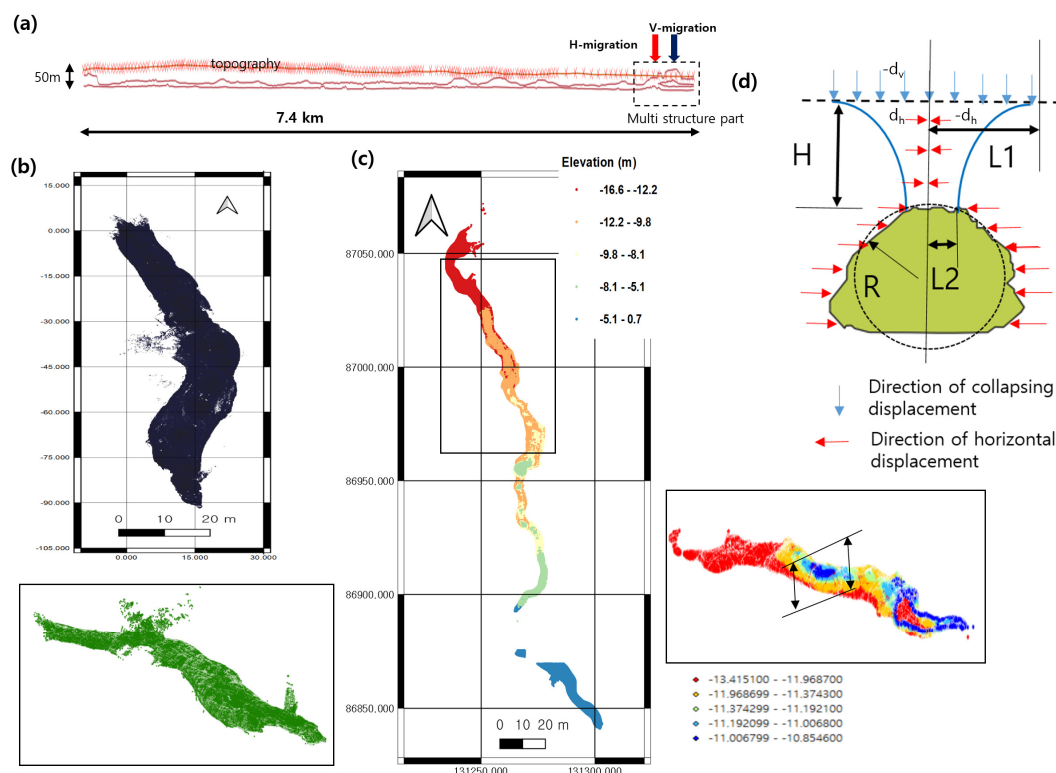 (a)
V-migration
H-migration
topography
50m
7.4 km
Multi structure part
(b)
15.000
0.000
-15.000
-30.000
-45.000
-60.000
-75.000
-90.000
-105.000
0 10 20 m
0.000 15.000 30.000
(c)
Elevation (m)
-16.6 - -12.2
-12.2 - -9.8
-9.8 - -8.1
-8.1 - -5.1
-5.1 - 0.7
87050.000
87000.000
86950.000
86900.000
86850.000
0 10 20 m
131250.000 131300.000
(d)
-dv
dh -dh
H
L1
R
L2
Direction of collapsing
displacement
Direction of horizontal
displacement
-13.415100 - -11.968700
-11.968699 - -11.374300
-11.374299 - -11.192100
-11.192099 - -11.006800
-11.006799 - -10.854600